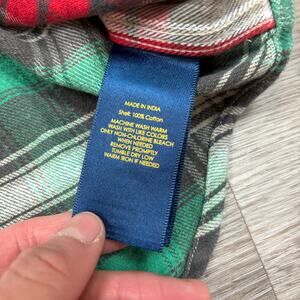 MADE IN INDIA
Shell: 100% Cotton
MACHINE WASH WARM
WASH WITH LIKE COLORS
ONLY NON-CHLORINE BLEACH
WHEN NEEDED
REMOVE PROMPTLY
TUMBLE DRY LOW
WARM IRON IF NEEDED